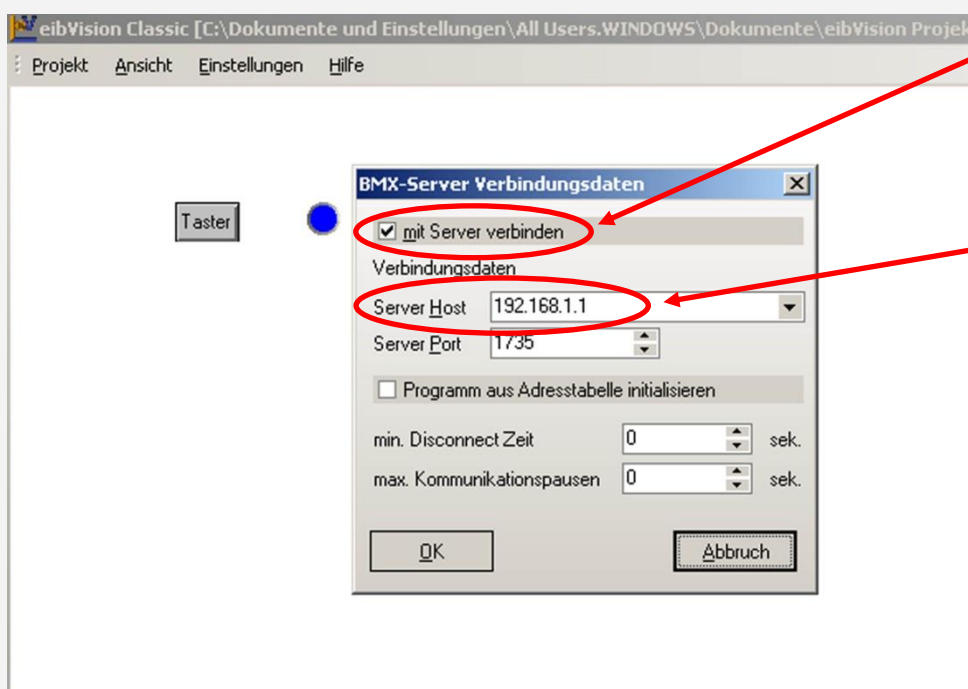 eibVision Classic [C:\Dokumente und Einstellungen\All Users.WINDOWS\Dokumente\eibVision Projek
Projekt Ansicht Einstellungen Hilfe
BMX-Server Verbindungsdaten
Taster
mit Server verbinden
Verbindungsdaten
Server Host 192.168.1.1
Server Port 1735
Programm aus Adresstabelle initialisieren
min. Disconnect Zeit 0 sek.
max. Kommunikationspausen 0 sek.
OK Abbruch